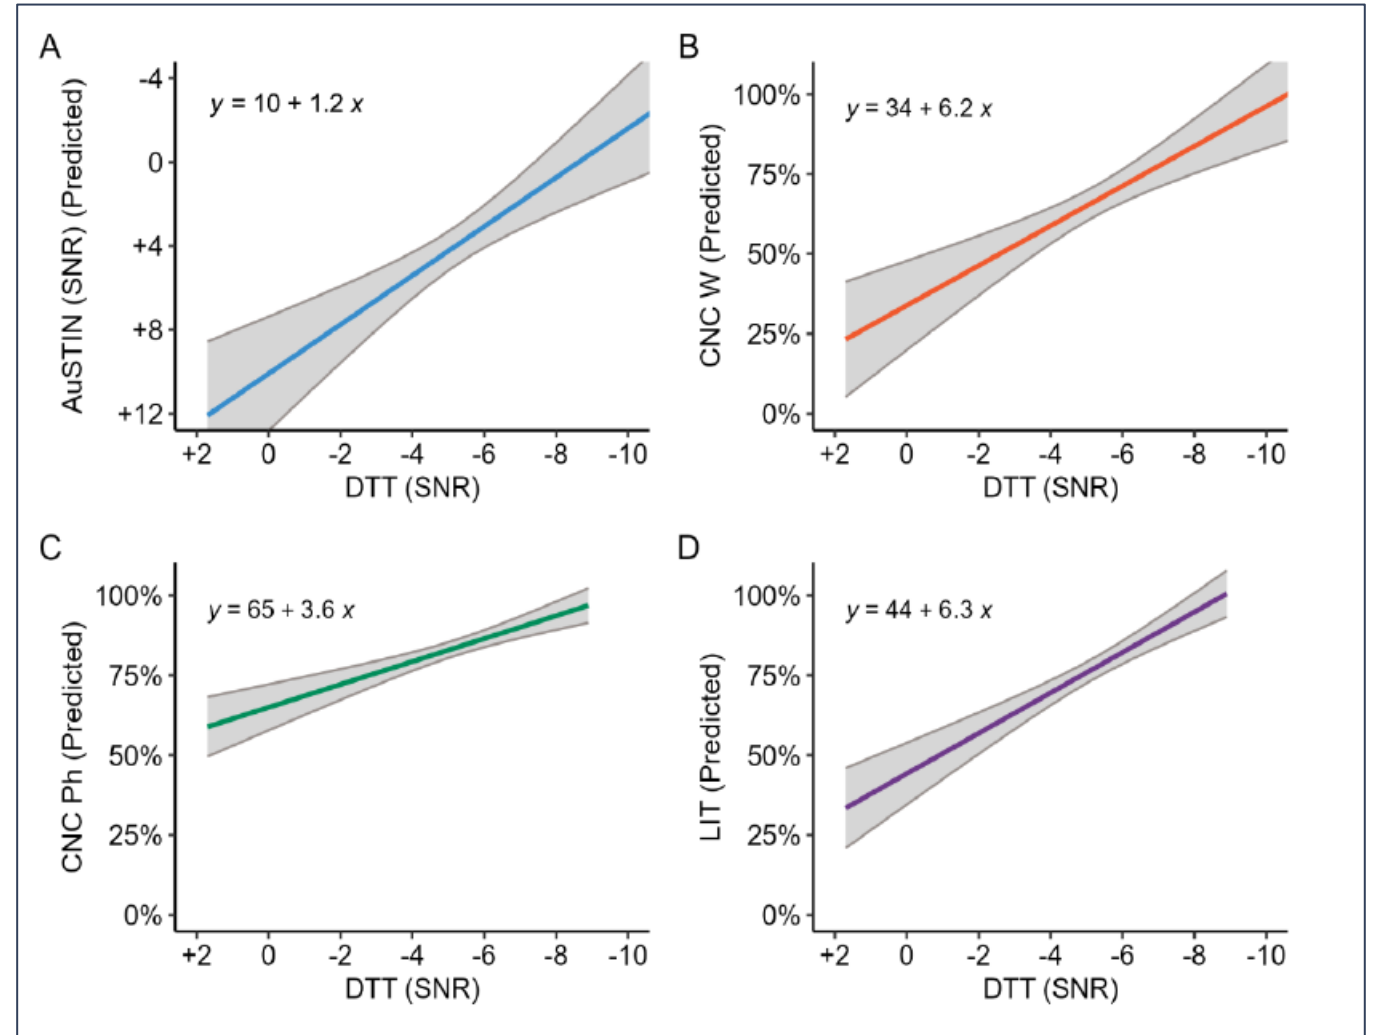 A
AuSTIN (SNR) (Predicted)
y = 10 + 1.2 x
-4
0
+4
+8
+12
+2 0 -2 -4 -6 -8 -10
DTT (SNR)
B
CNC W (Predicted)
y = 34 + 6.2 x
100%
75%
50%
25%
0%
+2 0 -2 -4 -6 -8 -10
DTT (SNR)
C
CNC Ph (Predicted)
y = 65 + 3.6 x
100%
75%
50%
25%
0%
+2 0 -2 -4 -6 -8 -10
DTT (SNR)
D
LIT (Predicted)
y = 44 + 6.3 x
100%
75%
50%
25%
0%
+2 0 -2 -4 -6 -8 -10
DTT (SNR)